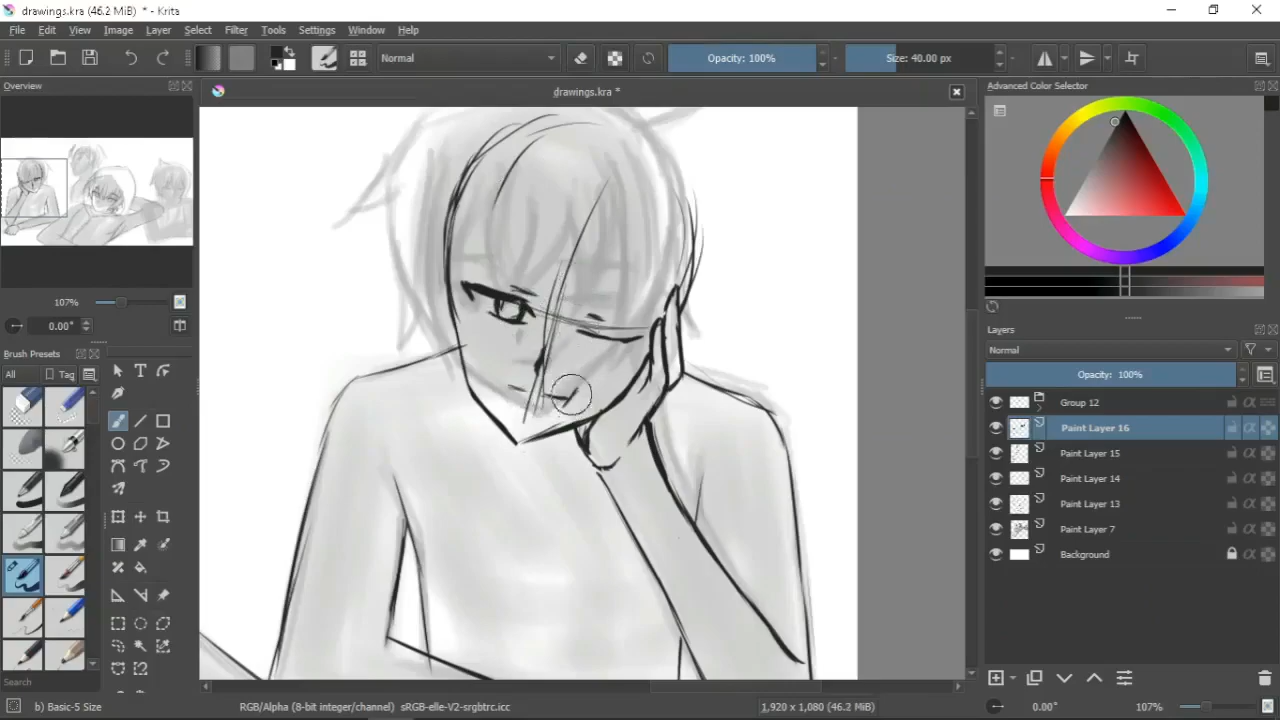 drawings.kra (46.2 MiB) * - Krita
File Edit View Image Layer Select Filter Tools Settings Window Help
Normal
Opacity: 100%
Size: 40.00 px
Overview
drawings.kra *
Advanced Color Selector
107%
0.00°
Brush Presets
All
Tag
Layers
Normal
Opacity: 100%
Group 12
Paint Layer 16
Paint Layer 15
Paint Layer 14
Paint Layer 13
Paint Layer 7
Background
Search
b) Basic-5 Size
RGB/Alpha (8-bit integer/channel) sRGB-elle-V2-srgbtrc.icc
1,920 x 1,080 (46.2 MiB)
0.00°
107%